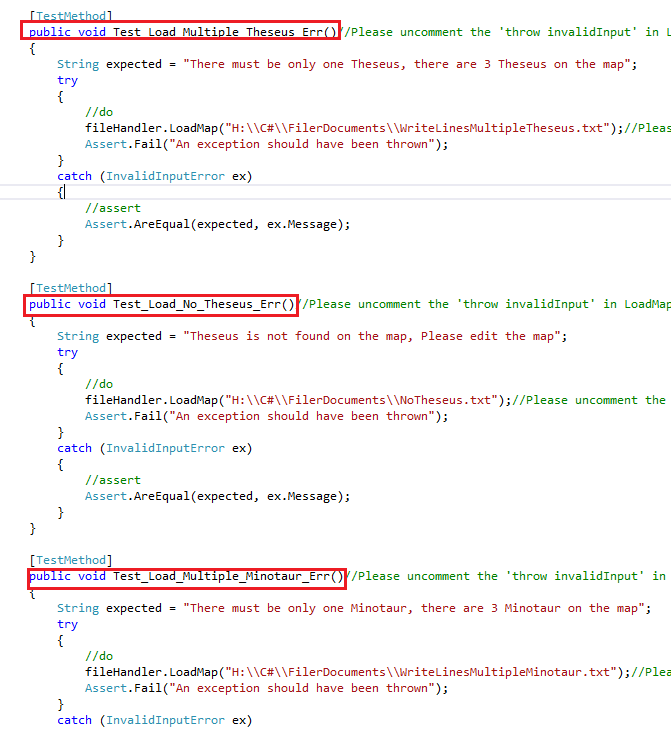 [TestMethod]
public void Test_Load_Multiple_Theseus_Err()//Please uncomment the 'throw invalidInput' in L
{
String expected = "There must be only one Theseus, there are 3 Theseus on the map";
try
{
//do
fileHandler.LoadMap("H:\\C#\\FilerDocuments\\WriteLinesMultipleTheseus.txt");//Pleas
Assert.Fail("An exception should have been thrown");
}
catch (InvalidInputError ex)
{
//assert
Assert.AreEqual(expected, ex.Message);
}
}
[TestMethod]
public void Test_Load_No_Theseus_Err()//Please uncomment the 'throw invalidInput' in LoadMap
{
String expected = "Theseus is not found on the map, Please edit the map";
try
{
//do
fileHandler.LoadMap("H:\\C#\\FilerDocuments\\NoTheseus.txt");//Please uncomment the
Assert.Fail("An exception should have been thrown");
}
catch (InvalidInputError ex)
{
//assert
Assert.AreEqual(expected, ex.Message);
}
}
[TestMethod]
public void Test_Load_Multiple_Minotaur_Err()//Please uncomment the 'throw invalidInput' in
{
String expected = "There must be only one Minotaur, there are 3 Minotaur on the map";
try
{
//do
fileHandler.LoadMap("H:\\C#\\FilerDocuments\\WriteLinesMultipleMinotaur.txt");//Plea
Assert.Fail("An exception should have been thrown");
}
catch (InvalidInputError ex)